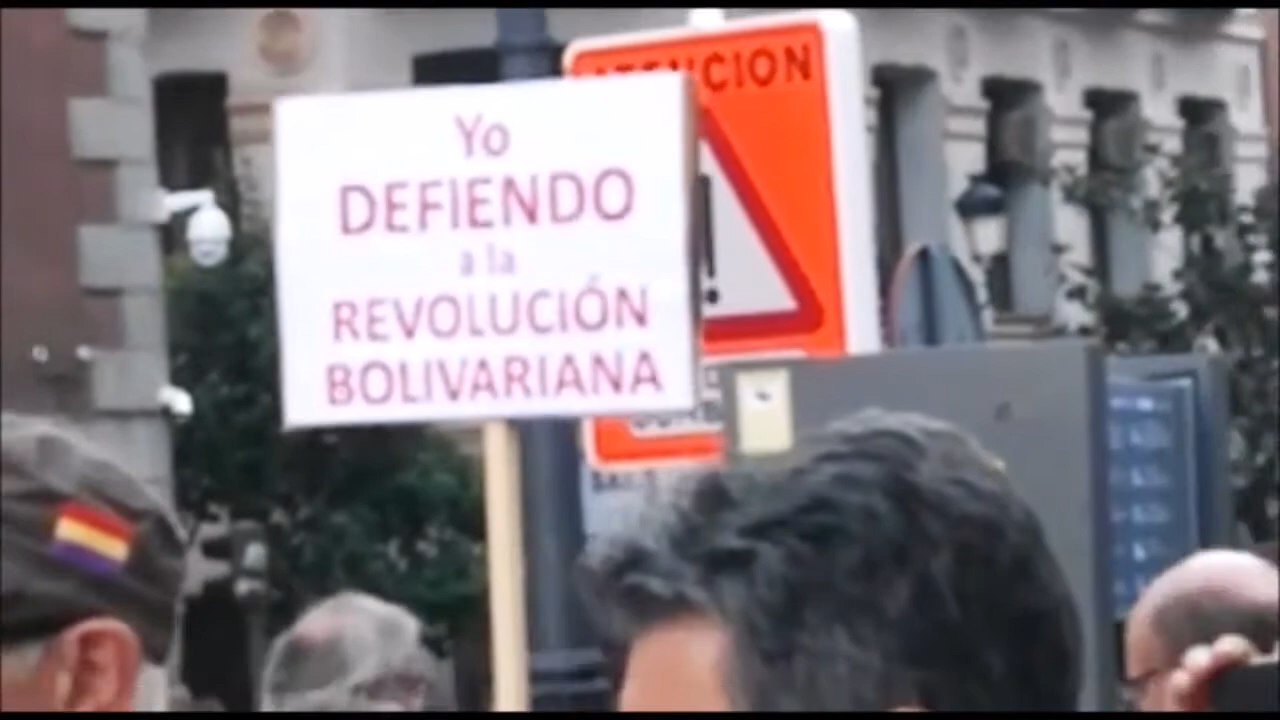 ATENCION
Yo
DEFIENDO
a la
REVOLUCIÓN
BOLIVARIANA